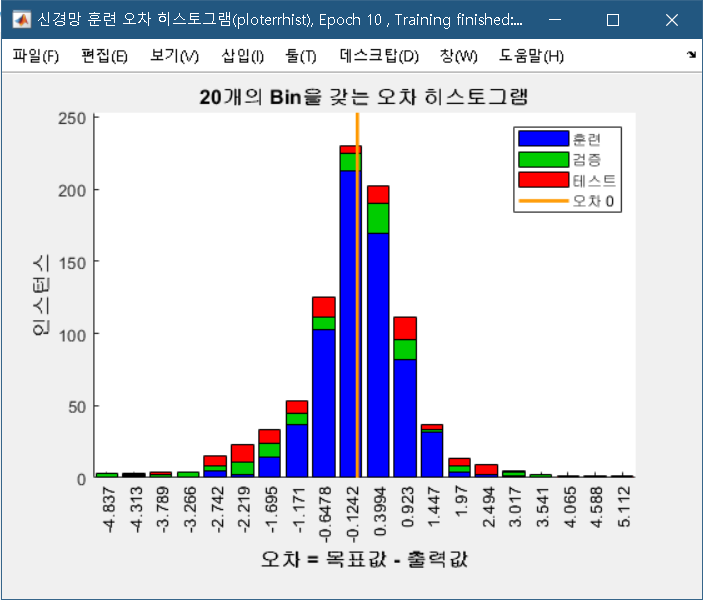 신경망 훈련 오차 히스토그램(ploterrhist), Epoch 10 , Training finished:...
파일(F) 편집(E) 보기(V) 삽입(I) 툴(T) 데스크탑(D) 창(W) 도움말(H)
20개의 Bin을 갖는 오차 히스토그램
250
200
150
100
50
0
인스턴스
훈련
검증
테스트
오차 0
-4.837
-4.313
-3.789
-3.266
-2.742
-2.219
-1.695
-1.171
-0.6478
-0.1242
0.3994
0.923
1.447
1.97
2.494
3.017
3.541
4.065
4.588
5.112
오차 = 목표값 - 출력값